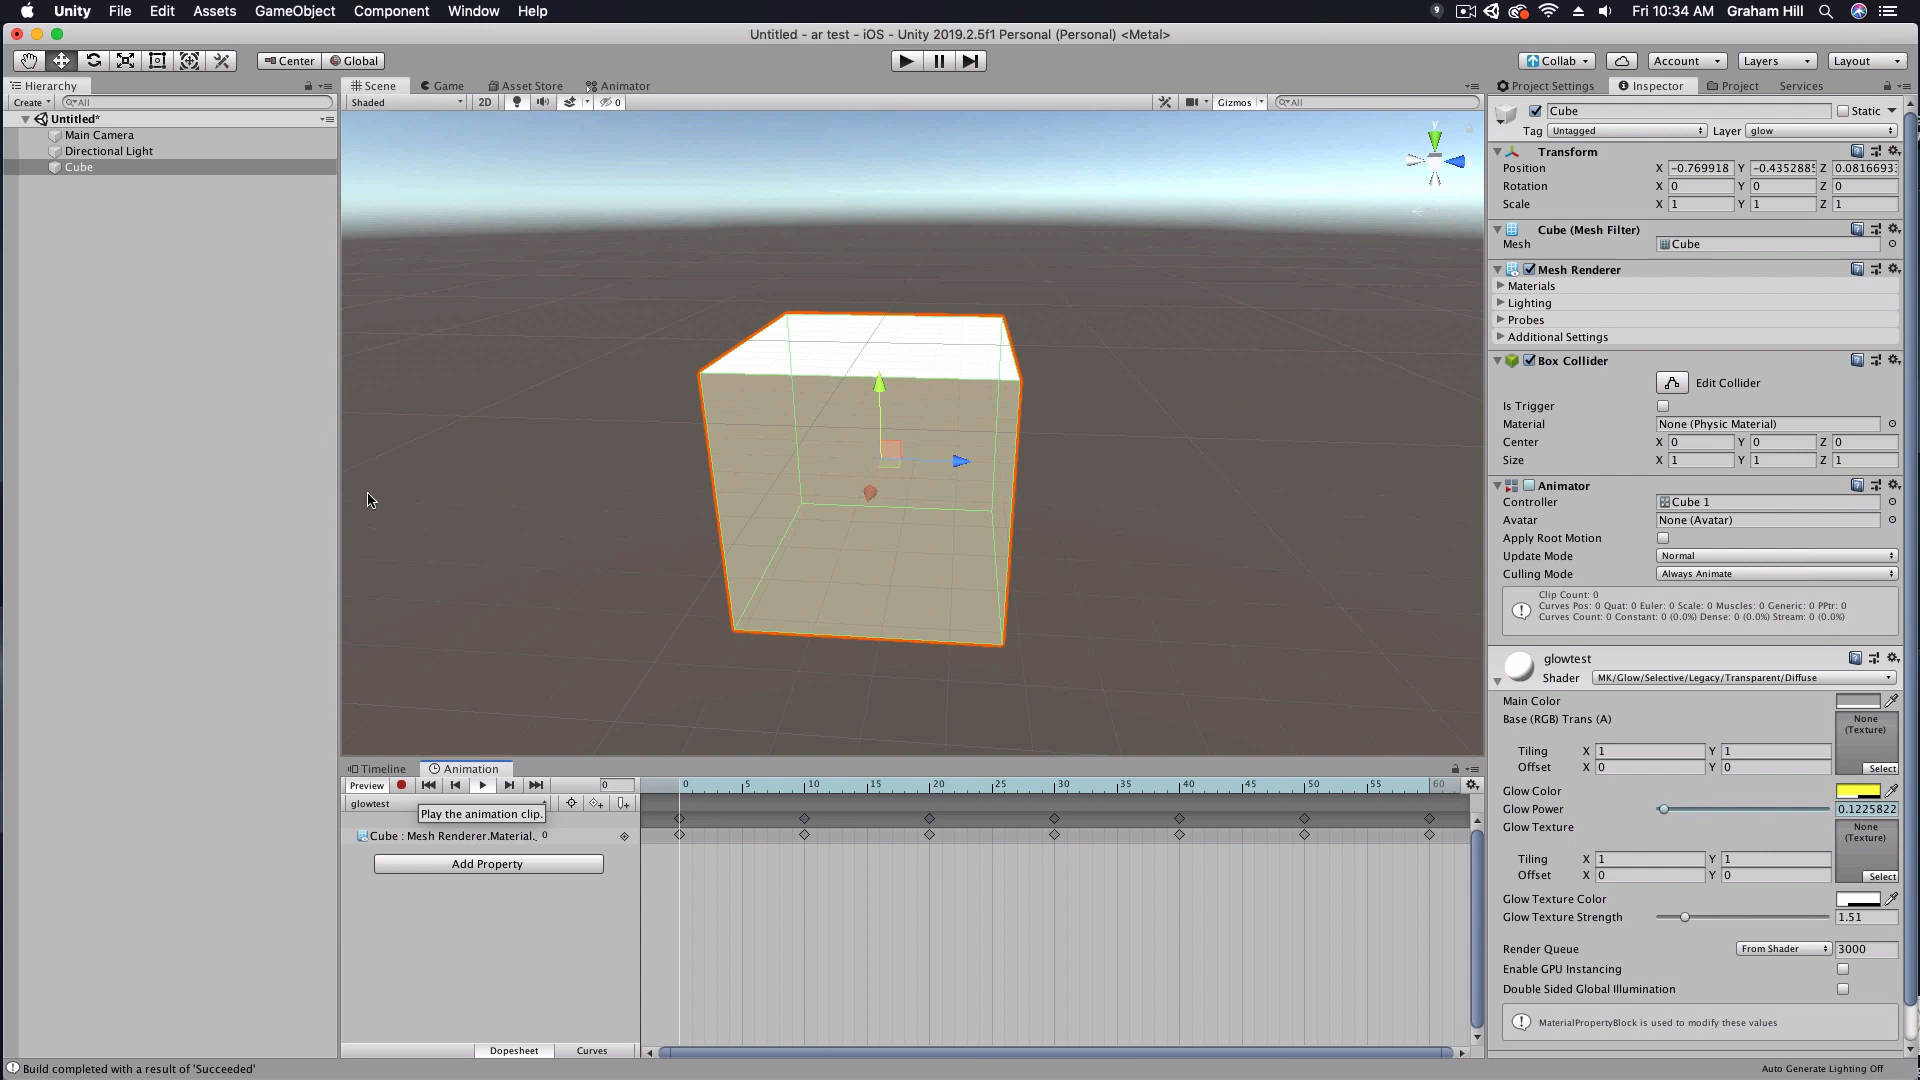 Unity File Edit Assets GameObject Component Window Help
9 Fri 10:34 AM Graham Hill
Untitled - ar test - iOS - Unity 2019.2.5f1 Personal (Personal) <Metal>
Center Global Collab Account Layers Layout
Hierarchy
Create All
Untitled*
Main Camera
Directional Light
Cube
Scene Game Asset Store Animator
Shaded 2D 0 Gizmos All
y
Project Settings Inspector Project Services
Cube Static
Tag Untagged Layer glow
Transform
Position X -0.769918 Y -0.4352885 Z 0.0816693
Rotation X 0 Y 0 Z 0
Scale X 1 Y 1 Z 1
Cube (Mesh Filter)
Mesh Cube
Mesh Renderer
Materials
Lighting
Probes
Additional Settings
Box Collider
Edit Collider
Is Trigger
Material None (Physic Material)
Center X 0 Y 0 Z 0
Size X 1 Y 1 Z 1
Animator
Controller Cube 1
Avatar None (Avatar)
Apply Root Motion
Update Mode Normal
Culling Mode Always Animate
Clip Count: 0
Curves Pos: 0 Quat: 0 Euler: 0 Scale: 0 Muscles: 0 Generic: 0 PPtr: 0
Curves Count: 0 Constant: 0 (0.0%) Dense: 0 (0.0%) Stream: 0 (0.0%)
glowtest
Shader MK/Glow/Selective/Legacy/Transparent/Diffuse
Main Color
Base (RGB) Trans (A) None
(Texture)
Tiling X 1 Y 1
Offset X 0 Y 0 Select
Glow Color
Glow Power 0.1225822
Glow Texture None
(Texture)
Tiling X 1 Y 1
Offset X 0 Y 0 Select
Glow Texture Color
Glow Texture Strength 1.51
Render Queue From Shader 3000
Enable GPU Instancing
Double Sided Global Illumination
MaterialPropertyBlock is used to modify these values
Timeline Animation
Preview 0 0 5 10 15 20 25 30 35 40 45 50 55 60
glowtest
Play the animation clip.
Cube : Mesh Renderer.Material._ 0
Add Property
Dopesheet Curves
Build completed with a result of 'Succeeded'
Auto Generate Lighting Off